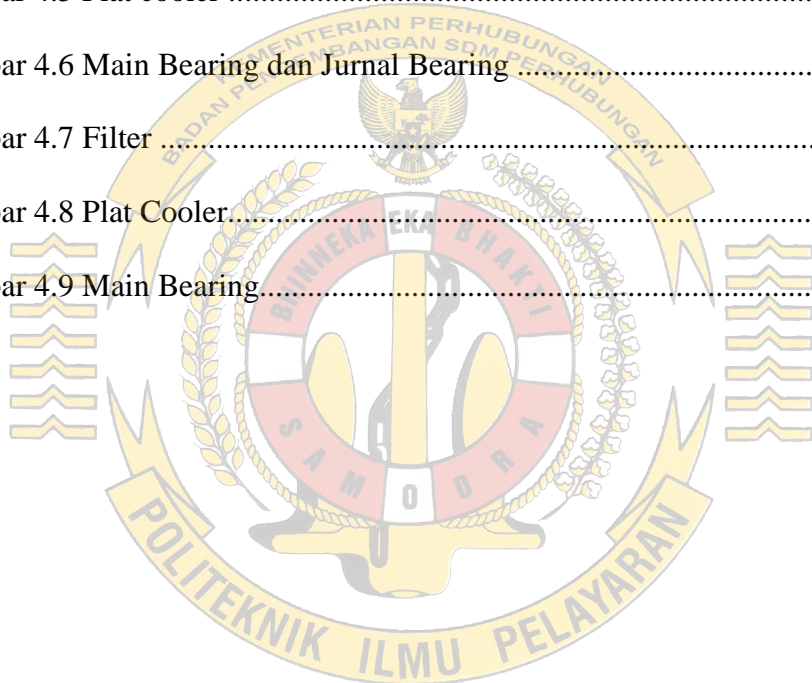 ar 4.5 Plat cooler ..............................................................................
KEMENTERIAN PERHUBUNGAN
BADAN PENGEMBANGAN SDM PERHUBUNGAN
ar 4.6 Main Bearing dan Jurnal Bearing ......................................
ar 4.7 Filter .......................................................................................
ar 4.8 Plat Cooler..............................................................................
BHINNEKA EKA BHAKTI
ar 4.9 Main Bearing..........................................................................
SAMODRA
POLITEKNIK ILMU PELAYARAN